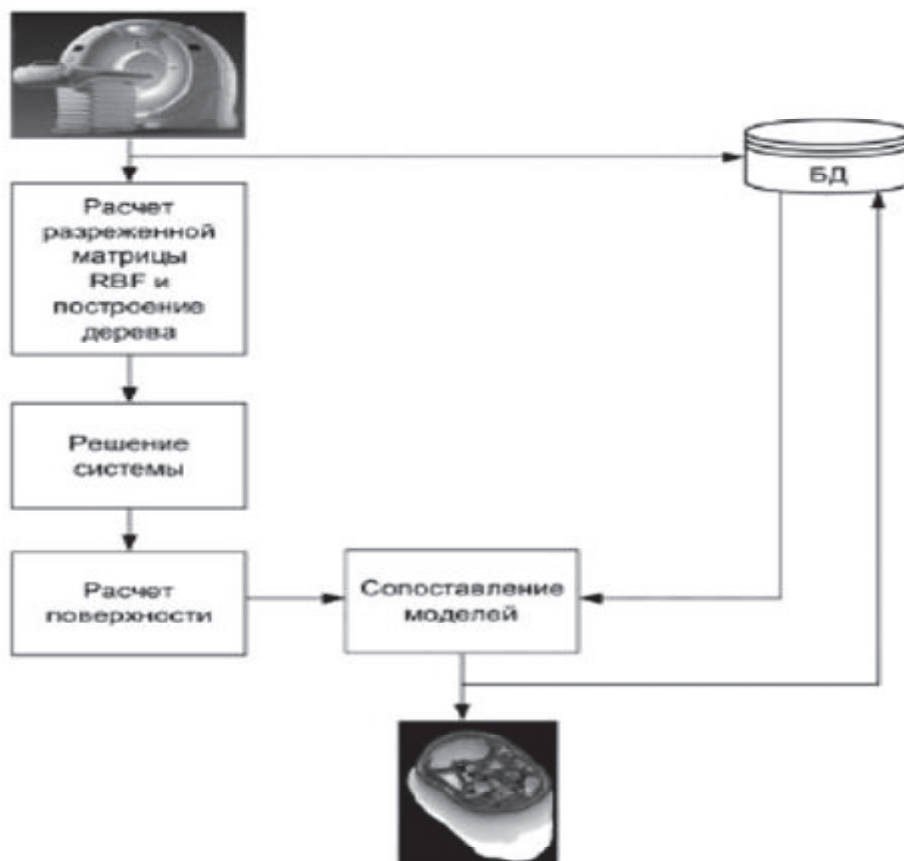 БД
Расчет
разреженной
матрицы
RBF и
построение
дерева
Решение
системы
Расчет
поверхности
Сопоставление
моделей